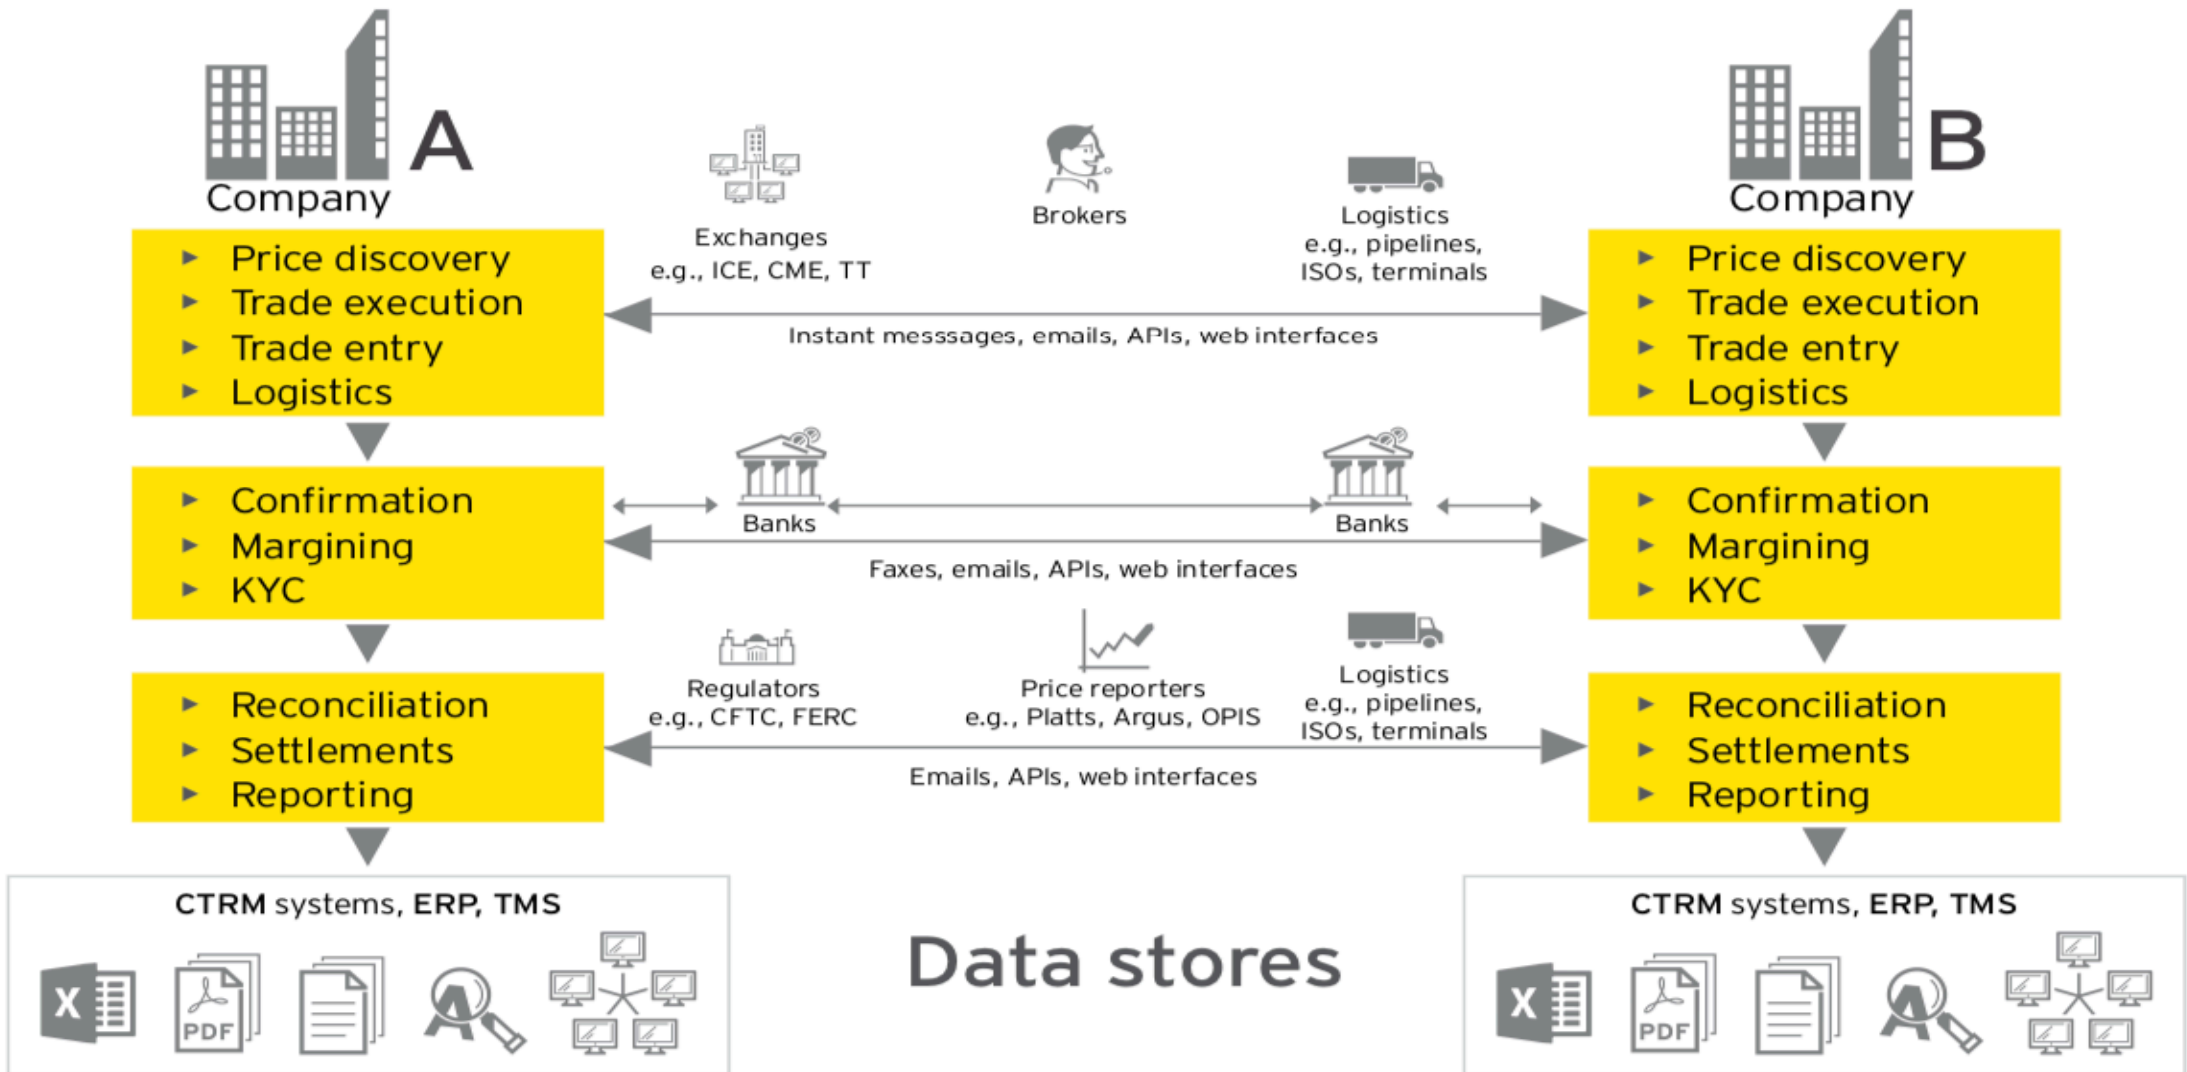 A
Company
Price discovery
Trade execution
Trade entry
Logistics
Exchanges
e.g., ICE, CME, TT
Brokers
Logistics
e.g., pipelines,
ISOs, terminals
Instant messsages, emails, APIs, web interfaces
B
Company
Price discovery
Trade execution
Trade entry
Logistics
Confirmation
Margining
KYC
Banks
Banks
Faxes, emails, APIs, web interfaces
Confirmation
Margining
KYC
Reconciliation
Settlements
Reporting
Regulators
e.g., CFTC, FERC
Price reporters
e.g., Platts, Argus, OPIS
Logistics
e.g., pipelines,
ISOs, terminals
Emails, APIs, web interfaces
Reconciliation
Settlements
Reporting
CTRM systems, ERP, TMS
X
PDF
A
Data stores
CTRM systems, ERP, TMS
X
PDF
A